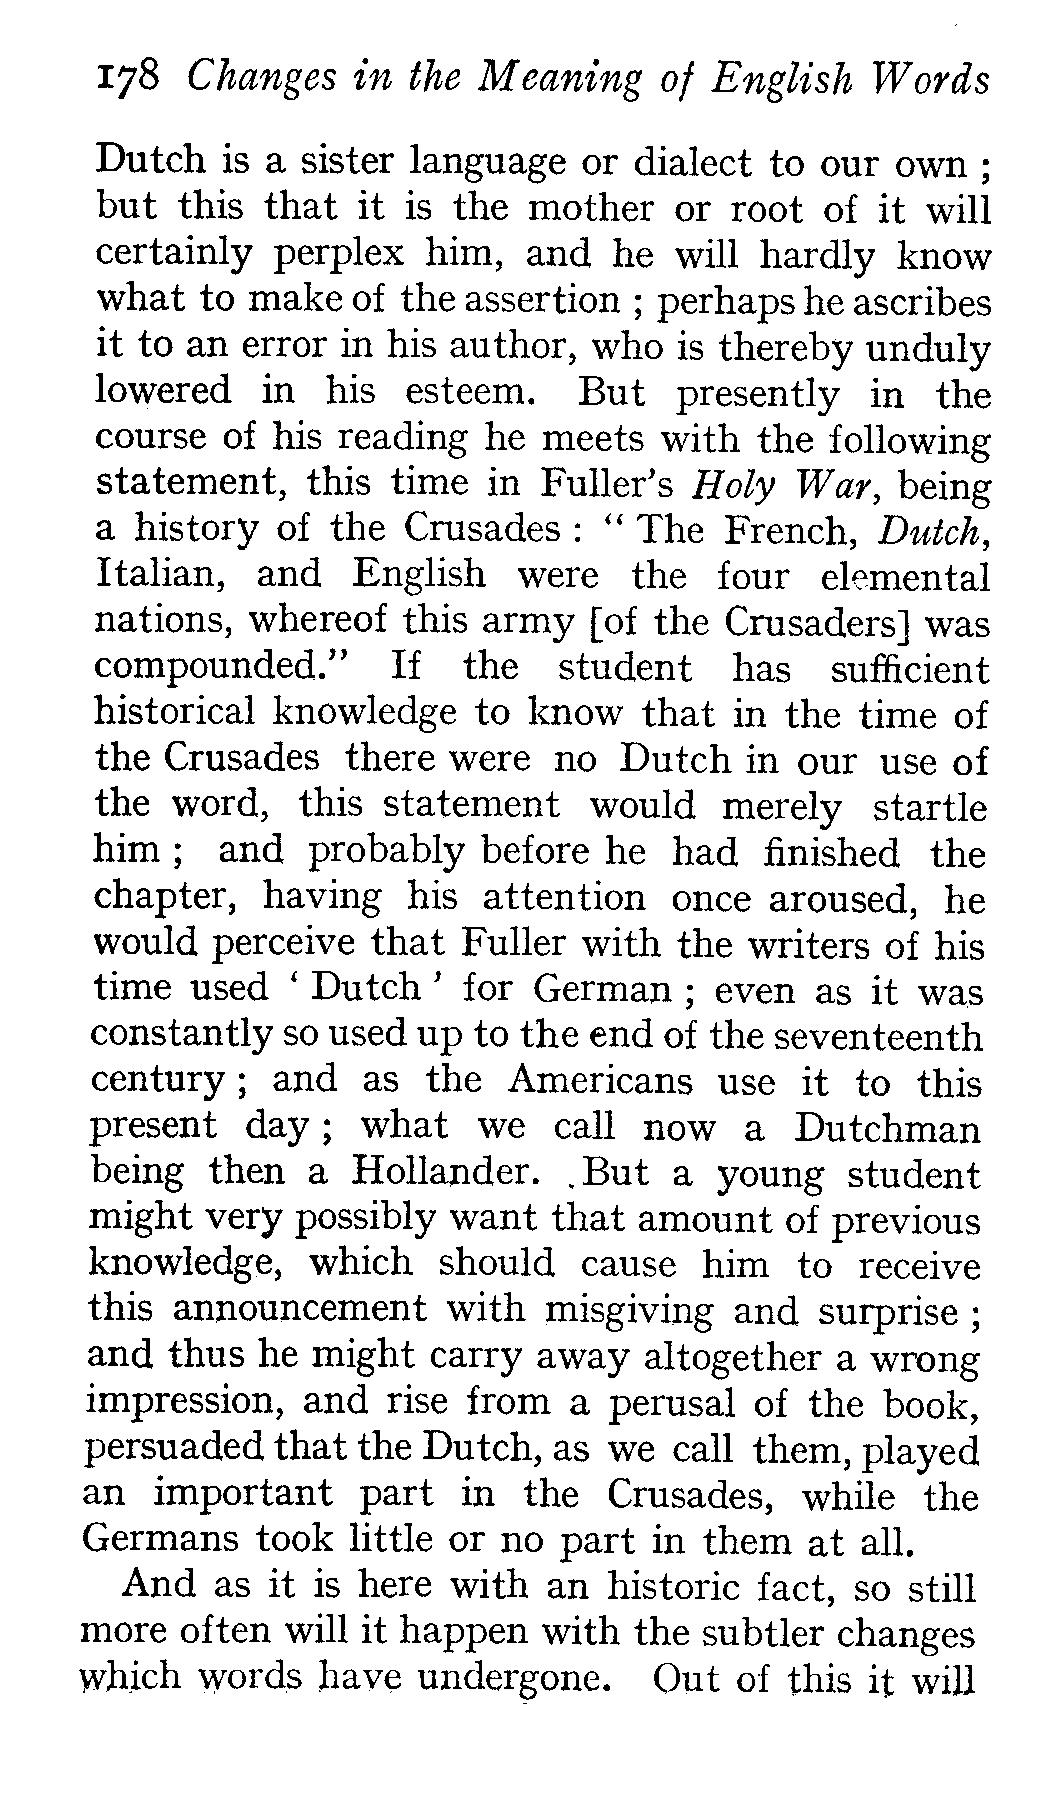 178 Changes in the Meaning of English Words
Dutch is a sister language or dialect to our own ;
but this that it is the mother or root of it will
certainly perplex him, and he will hardly know
what to make of the assertion ; perhaps he ascribes
it to an error in his author, who is thereby unduly
lowered in his esteem. But presently in the
course of his reading he meets with the following
statement, this time in Fuller's Holy War, being
a history of the Crusades : " The French, Dutch,
Italian, and English were the four elemental
nations, whereof this army [of the Crusaders] was
compounded." If the student has sufficient
historical knowledge to know that in the time of
the Crusades there were no Dutch in our use of
the word, this statement would merely startle
him ; and probably before he had finished the
chapter, having his attention once aroused, he
would perceive that Fuller with the writers of his
time used ' Dutch ' for German ; even as it was
constantly so used up to the end of the seventeenth
century ; and as the Americans use it to this
present day ; what we call now a Dutchman
being then a Hollander. But a young student
might very possibly want that amount of previous
knowledge, which should cause him to receive
this announcement with misgiving and surprise ;
and thus he might carry away altogether a wrong
impression, and rise from a perusal of the book,
persuaded that the Dutch, as we call them, played
an important part in the Crusades, while the
Germans took little or no part in them at all.
And as it is here with an historic fact, so still
more often will it happen with the subtler changes
which words have undergone. Out of this it will